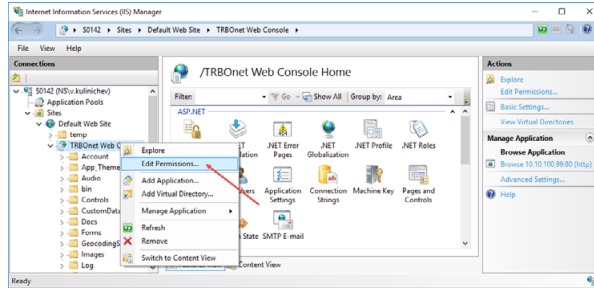 Internet Information Services (IIS) Manager
S0142 ▸ Sites ▸ Default Web Site ▸ TRBOnet Web Console ▸
File View Help
Connections
S0142 (NS\v.kulinichev)
Application Pools
Sites
Default Web Site
temp
TRBOnet Web C
Account
App_Theme
Audio
bin
Controls
CustomData
Docs
Forms
GeocodingS
Images
Log
Explore
Edit Permissions...
Add Application...
Add Virtual Directory...
Manage Application
Refresh
Remove
Switch to Content View
/TRBOnet Web Console Home
Filter: Go Show All Group by: Area
ASP.NET
.NET Error Pages
.NET Globalization
.NET Profile
.NET Roles
Application Settings
Connection Strings
Machine Key
Pages and Controls
State
SMTP E-mail
Content View
Actions
Explore
Edit Permissions...
Basic Settings...
View Virtual Directories
Manage Application
Browse Application
Browse 10.10.100.99:80 (http)
Advanced Settings...
Help
Ready